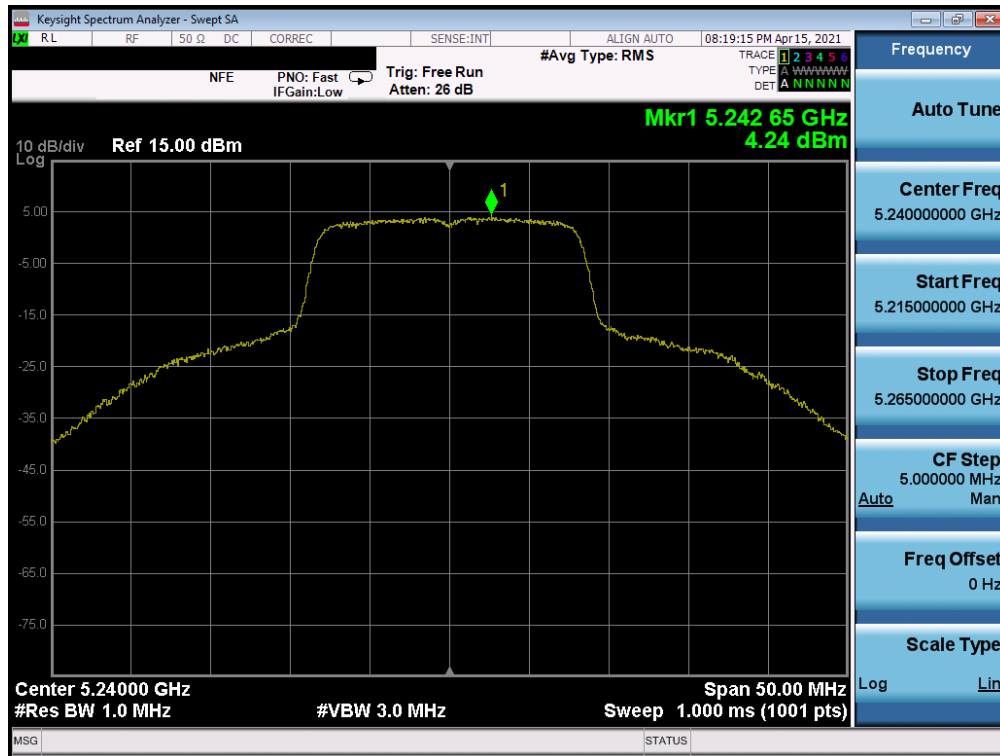 Keysight Spectrum Analyzer - Swept SA
LXI RL RF 50 Ω DC CORREC SENSE:INT ALIGN AUTO 08:19:15 PM Apr 15, 2021
#Avg Type: RMS
TRACE 1 2 3 4 5 6
TYPE A WWWWW
DET A N N N N N
NFE
PNO: Fast
IFGain:Low
Trig: Free Run
Atten: 26 dB
Mkr1 5.242 65 GHz
4.24 dBm
10 dB/div
Log
Ref 15.00 dBm
1
5.00
-5.00
-15.0
-25.0
-35.0
-45.0
-55.0
-65.0
-75.0
Center 5.24000 GHz
Span 50.00 MHz
#Res BW 1.0 MHz
#VBW 3.0 MHz
Sweep 1.000 ms (1001 pts)
MSG
STATUS
Frequency
Auto Tune
Center Freq
5.240000000 GHz
Start Freq
5.215000000 GHz
Stop Freq
5.265000000 GHz
CF Step
5.000000 MHz
Auto Man
Freq Offset
0 Hz
Scale Type
Log Lin